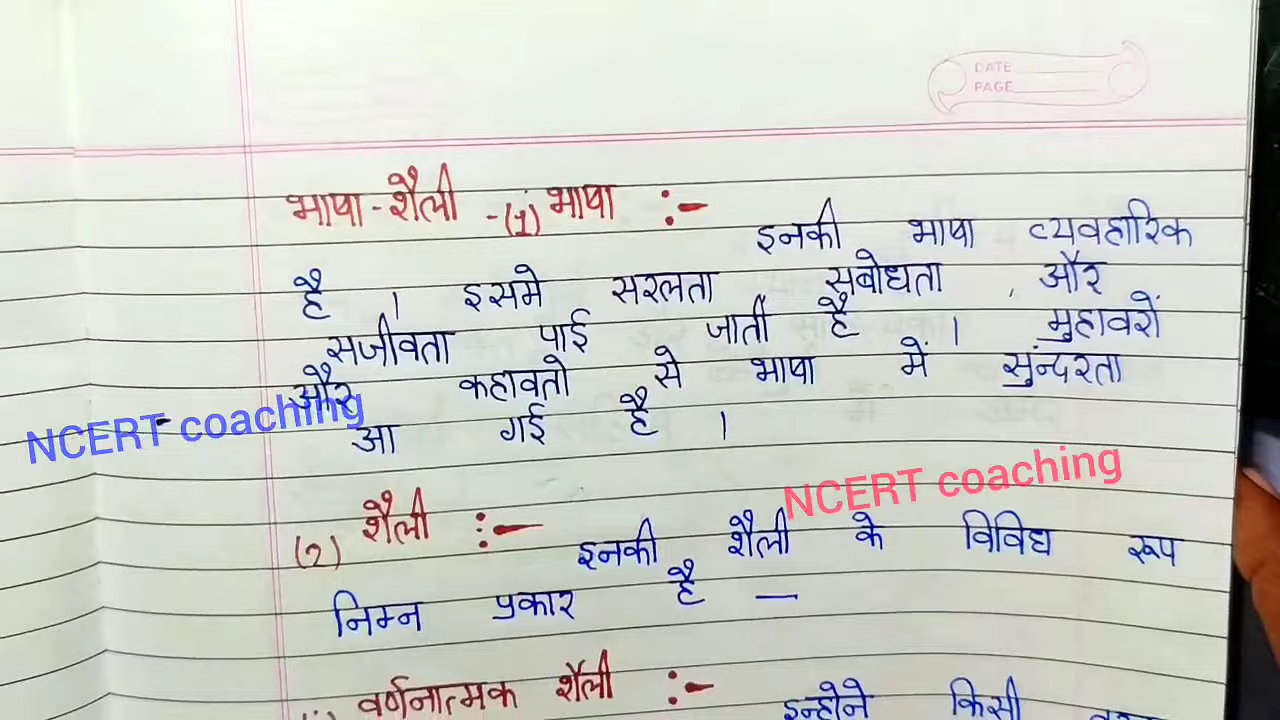 DATE
PAGE
भाषा-शैली -(1) भाषा :-
इनकी भाषा व्यवहारिक
है । इसमे सरलता सबोधता , और
सजीवता पाई जाती है । मुहावरों
और कहावतो से भाषा में सुंन्दरता
NCERT coaching
आ गई है ।
NCERT coaching
(2) शैली :-
इनकी शैली के विविध रूप
निम्न प्रकार है —
वर्णनात्मक शैली :-
इन्होने किसी